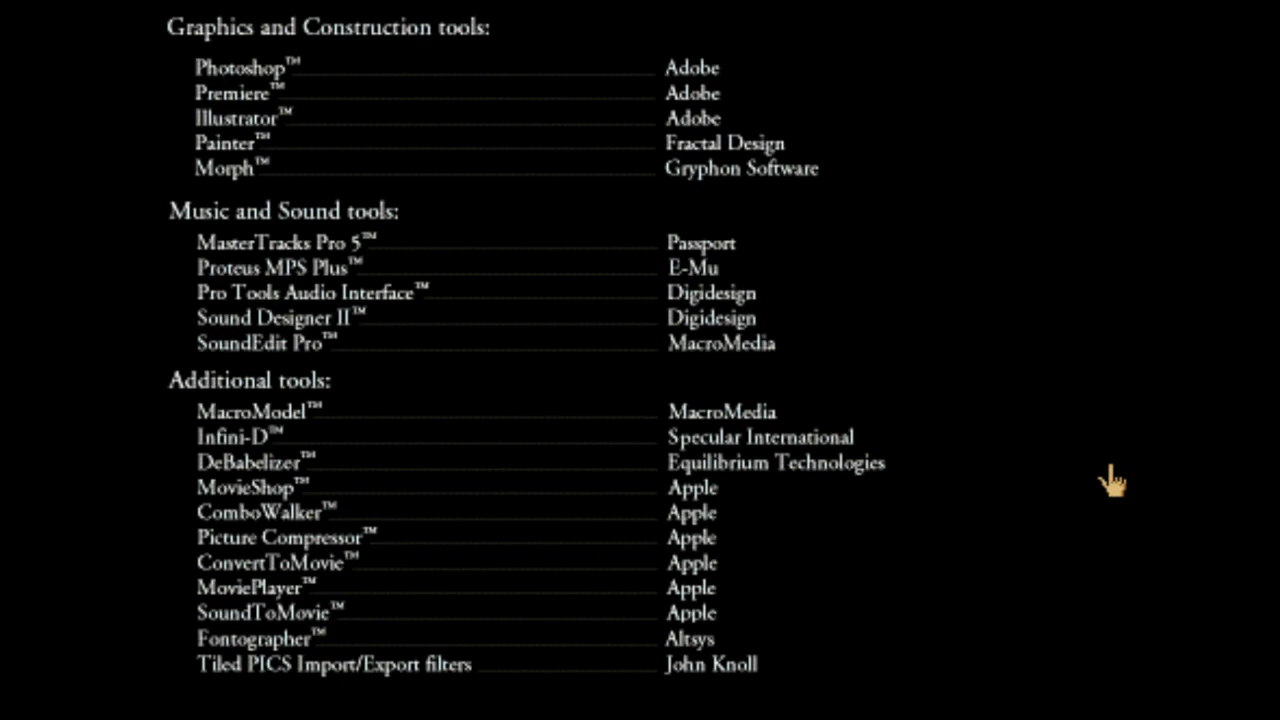 Graphics and Construction tools:
Photoshop™ Adobe
Premiere™ Adobe
Illustrator™ Adobe
Painter™ Fractal Design
Morph™ Gryphon Software
Music and Sound tools:
MasterTracks Pro 5™ Passport
Proteus MPS Plus™ E-Mu
Pro Tools Audio Interface™ Digidesign
Sound Designer II™ Digidesign
SoundEdit Pro™ MacroMedia
Additional tools:
MacroModel™ MacroMedia
Infini-D™ Specular International
DeBabelizer™ Equilibrium Technologies
MovieShop™ Apple
ComboWalker™ Apple
Picture Compressor™ Apple
ConvertToMovie™ Apple
MoviePlayer™ Apple
SoundToMovie™ Apple
Fontographer™ Altsys
Tiled PICS Import/Export filters John Knoll